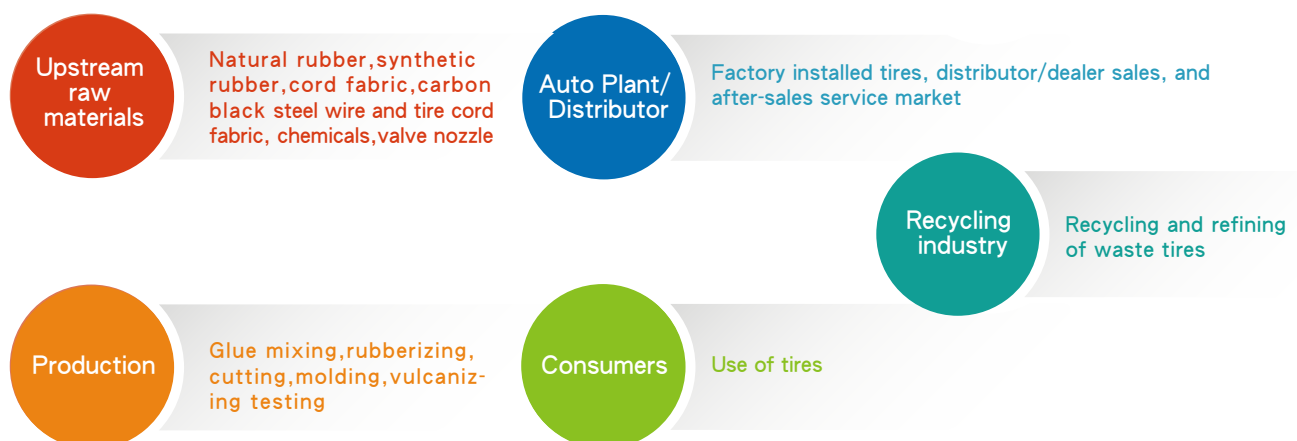 Upstream
raw
materials
Natural rubber,synthetic
rubber,cord fabric,carbon
black steel wire and tire cord
fabric, chemicals,valve nozzle
Production
Glue mixing,rubberizing,
cutting,molding,vulcaniz-
ing testing
Auto Plant/
Distributor
Factory installed tires, distributor/dealer sales, and
after-sales service market
Consumers
Use of tires
Recycling
industry
Recycling and refining
of waste tires